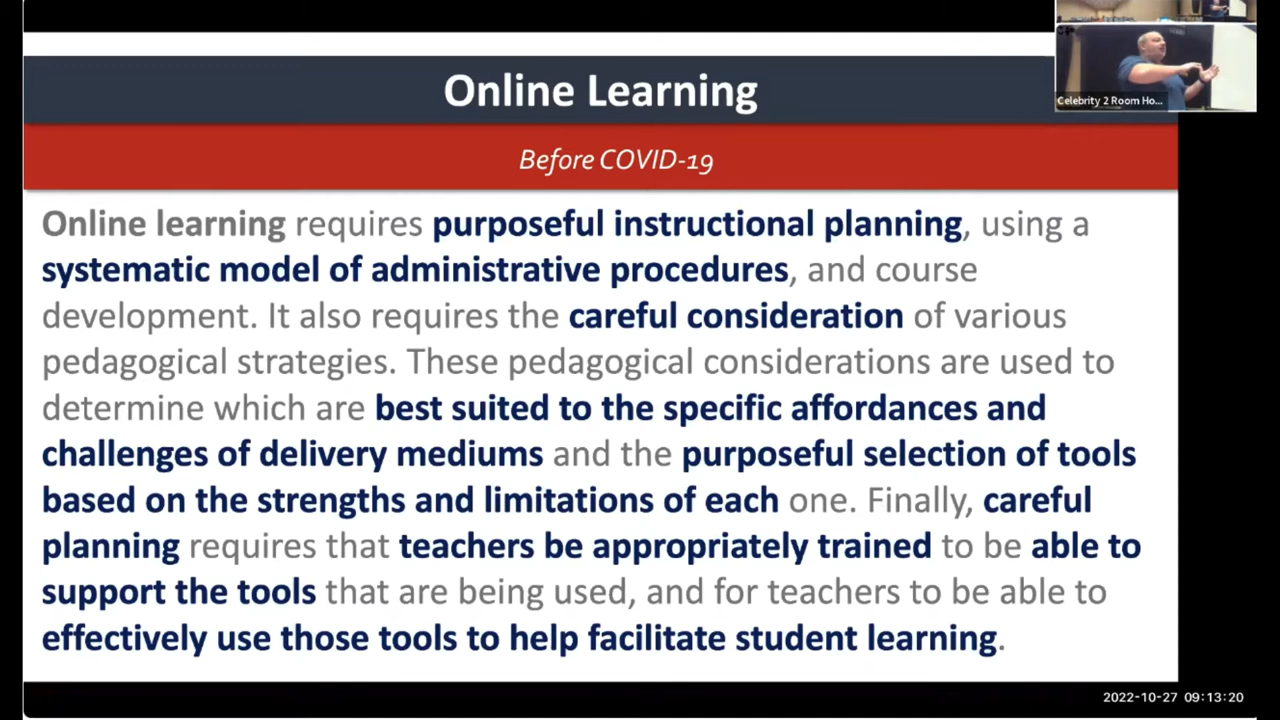 Online Learning
Before COVID-19
Online learning requires purposeful instructional planning, using a
systematic model of administrative procedures, and course
development. It also requires the careful consideration of various
pedagogical strategies. These pedagogical considerations are used to
determine which are best suited to the specific affordances and
challenges of delivery mediums and the purposeful selection of tools
based on the strengths and limitations of each one. Finally, careful
planning requires that teachers be appropriately trained to be able to
support the tools that are being used, and for teachers to be able to
effectively use those tools to help facilitate student learning.
Celebrity 2 Room Ho...
2022-10-27 09:13:20